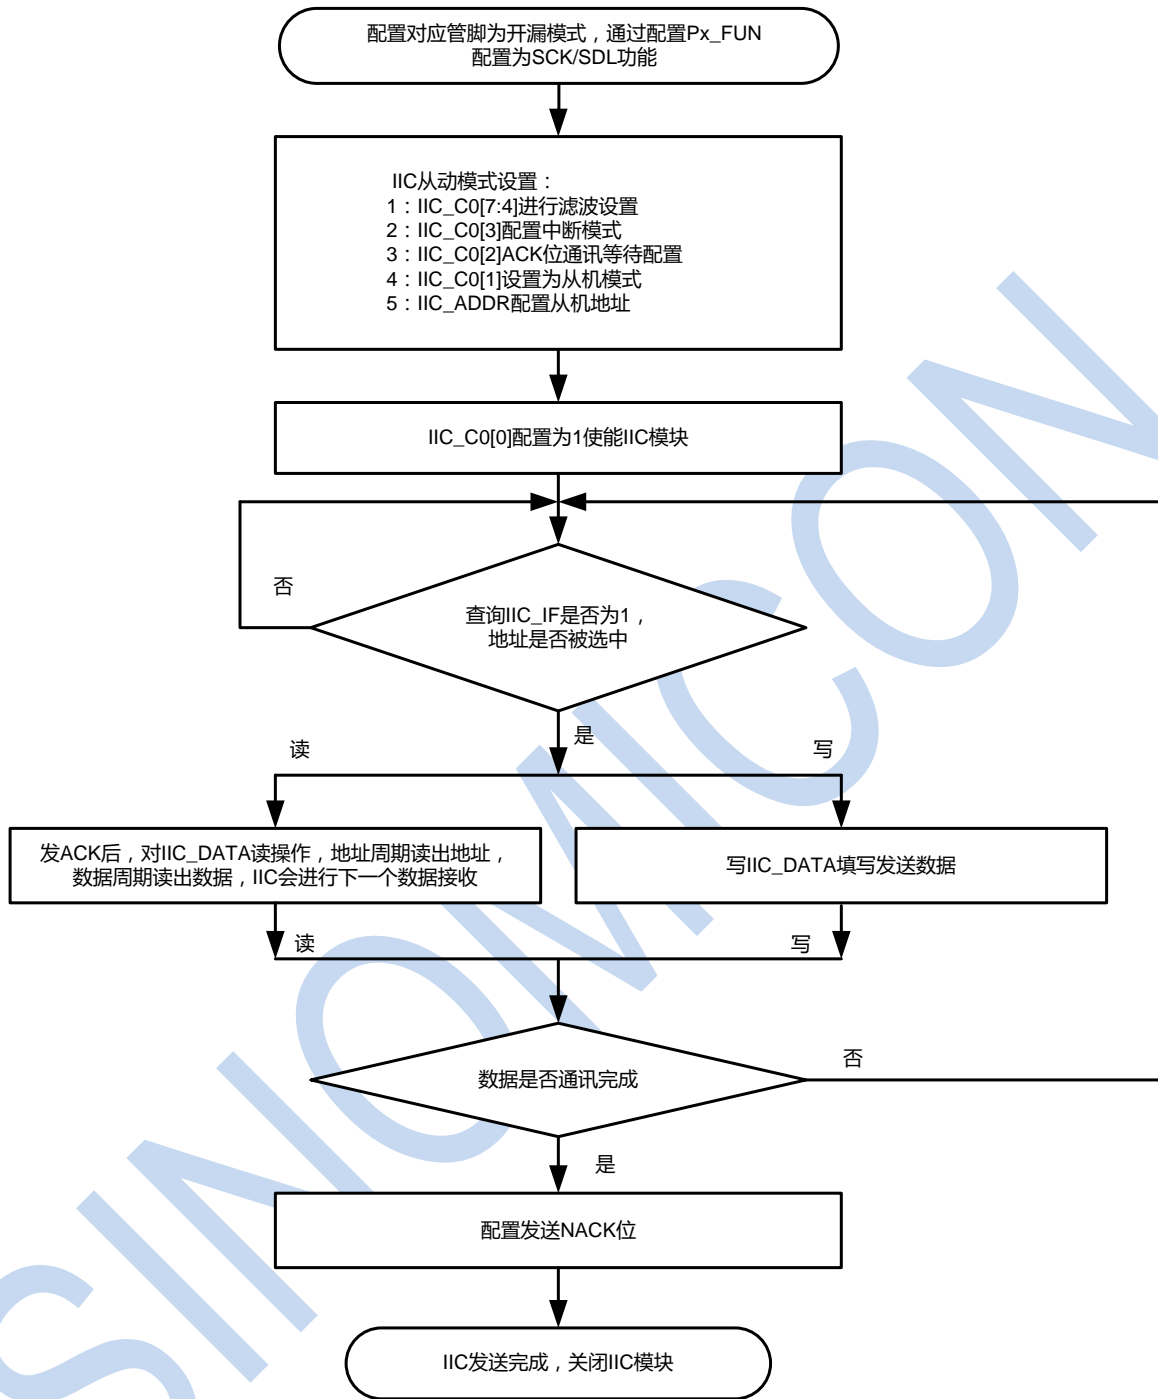 配置对应管脚为开漏模式，通过配置Px_FUN
配置为SCK/SDL功能
IIC从动模式设置：
1：IIC_C0[7:4]进行滤波设置
2：IIC_C0[3]配置中断模式
3：IIC_C0[2]ACK位通讯等待配置
4：IIC_C0[1]设置为从机模式
5：IIC_ADDR配置从机地址
IIC_C0[0]配置为1使能IIC模块
否
查询IIC_IF是否为1，
地址是否被选中
是
读
写
发ACK后，对IIC_DATA读操作，地址周期读出地址，
数据周期读出数据，IIC会进行下一个数据接收
写IIC_DATA填写发送数据
读
写
数据是否通讯完成
否
是
配置发送NACK位
IIC发送完成，关闭IIC模块
SINOMICON